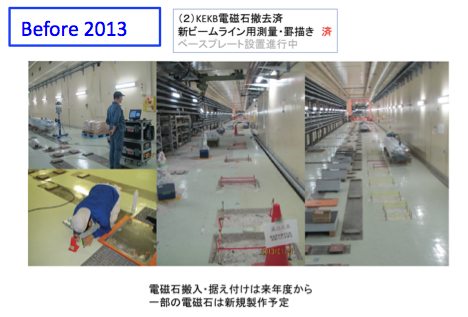 Before 2013
(2)KEKB電磁石撤去済
新ビームライン用測量・罫描き 済
ベースプレート設置進行中
電磁石搬入・据え付けは来年度から
一部の電磁石は新規製作予定